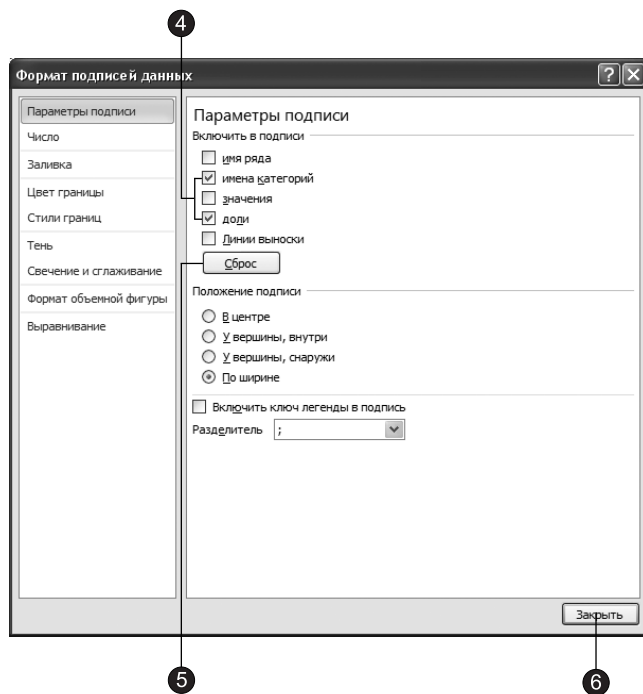 4
Формат подписей данных
Параметры подписи
Число
Заливка
Цвет границы
Стили границ
Тень
Свечение и сглаживание
Формат объемной фигуры
Выравнивание
Параметры подписи
Включить в подписи
имя ряда
имена категорий
значения
доли
Линии выноски
Сброс
Положение подписи
В центре
У вершины, внутри
У вершины, снаружи
По ширине
Включить ключ легенды в подпись
Разделитель ;
Закрыть
5 6